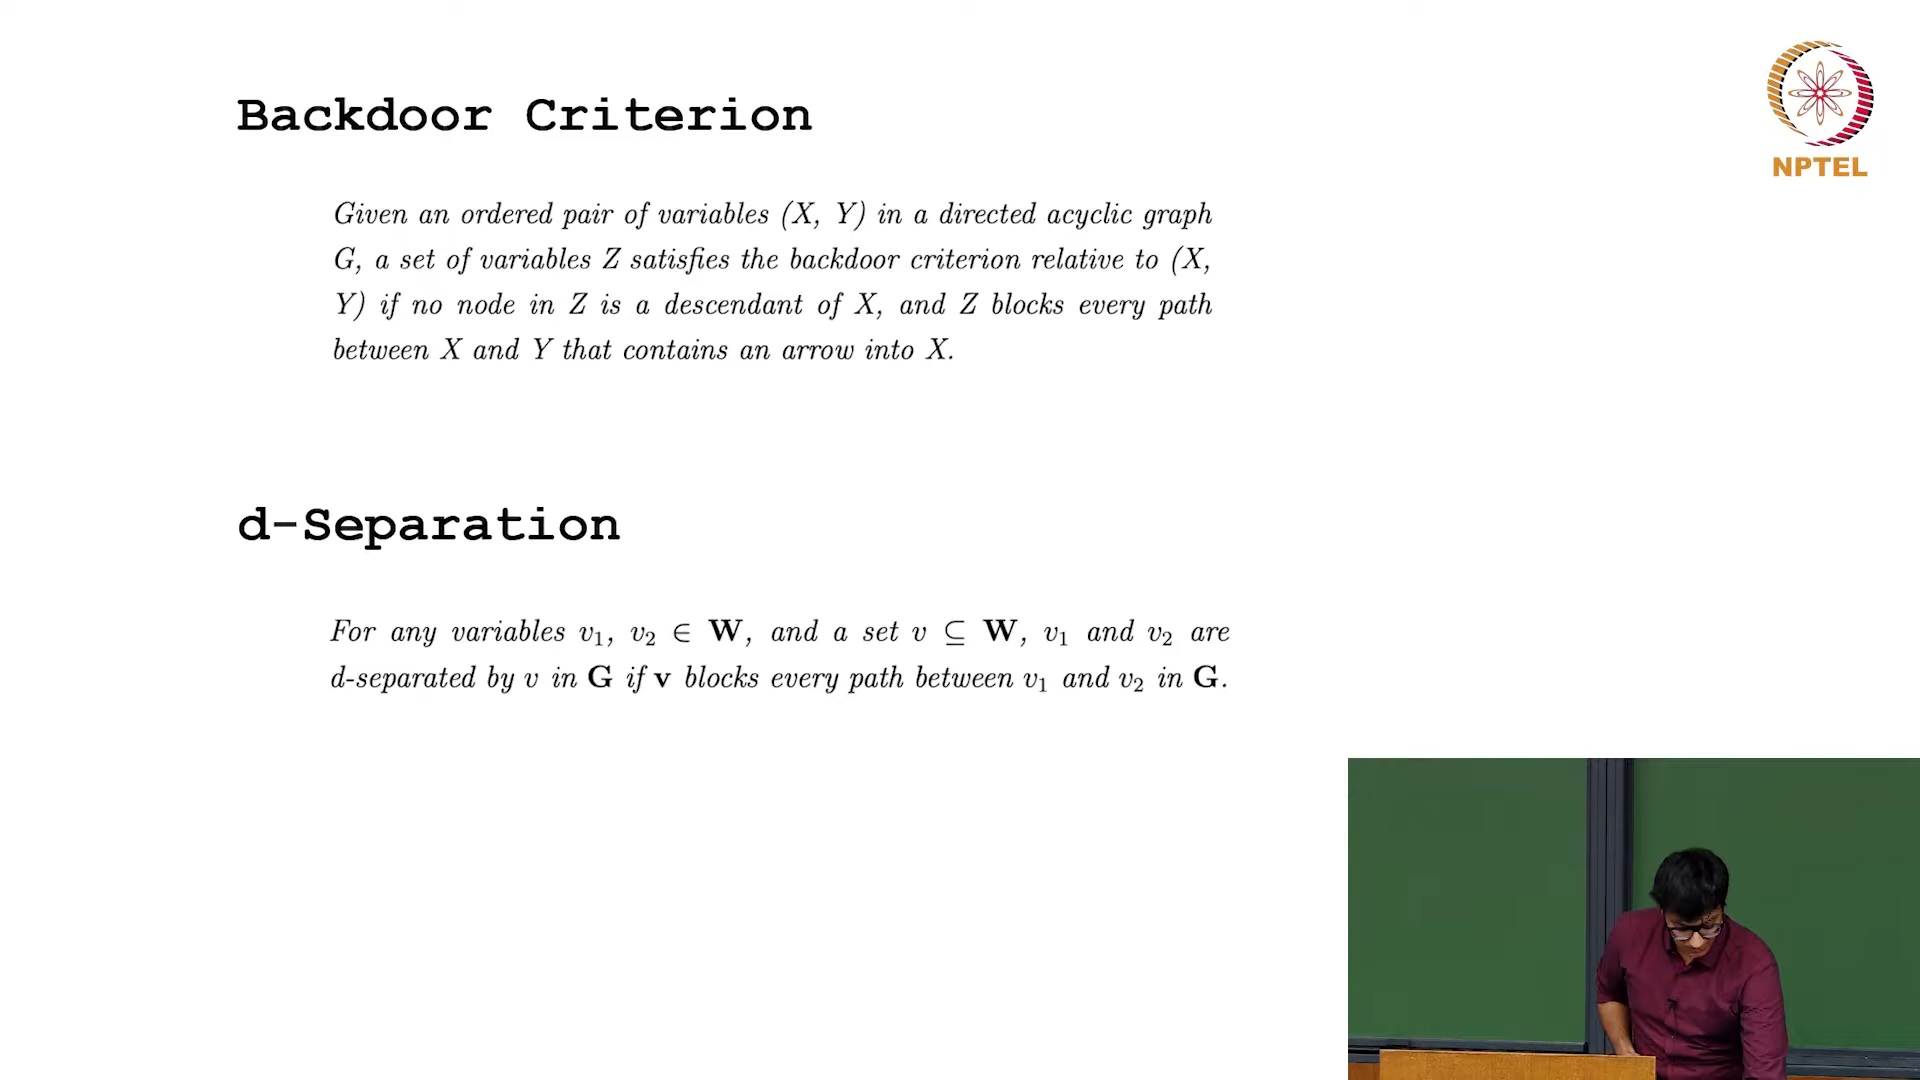 Backdoor Criterion
NPTEL
Given an ordered pair of variables (X, Y) in a directed acyclic graph
G, a set of variables Z satisfies the backdoor criterion relative to (X,
Y) if no node in Z is a descendant of X, and Z blocks every path
between X and Y that contains an arrow into X.
d-Separation
For any variables v₁, v₂ ∈ W, and a set v ⊆ W, v₁ and v₂ are
d-separated by v in G if v blocks every path between v₁ and v₂ in G.